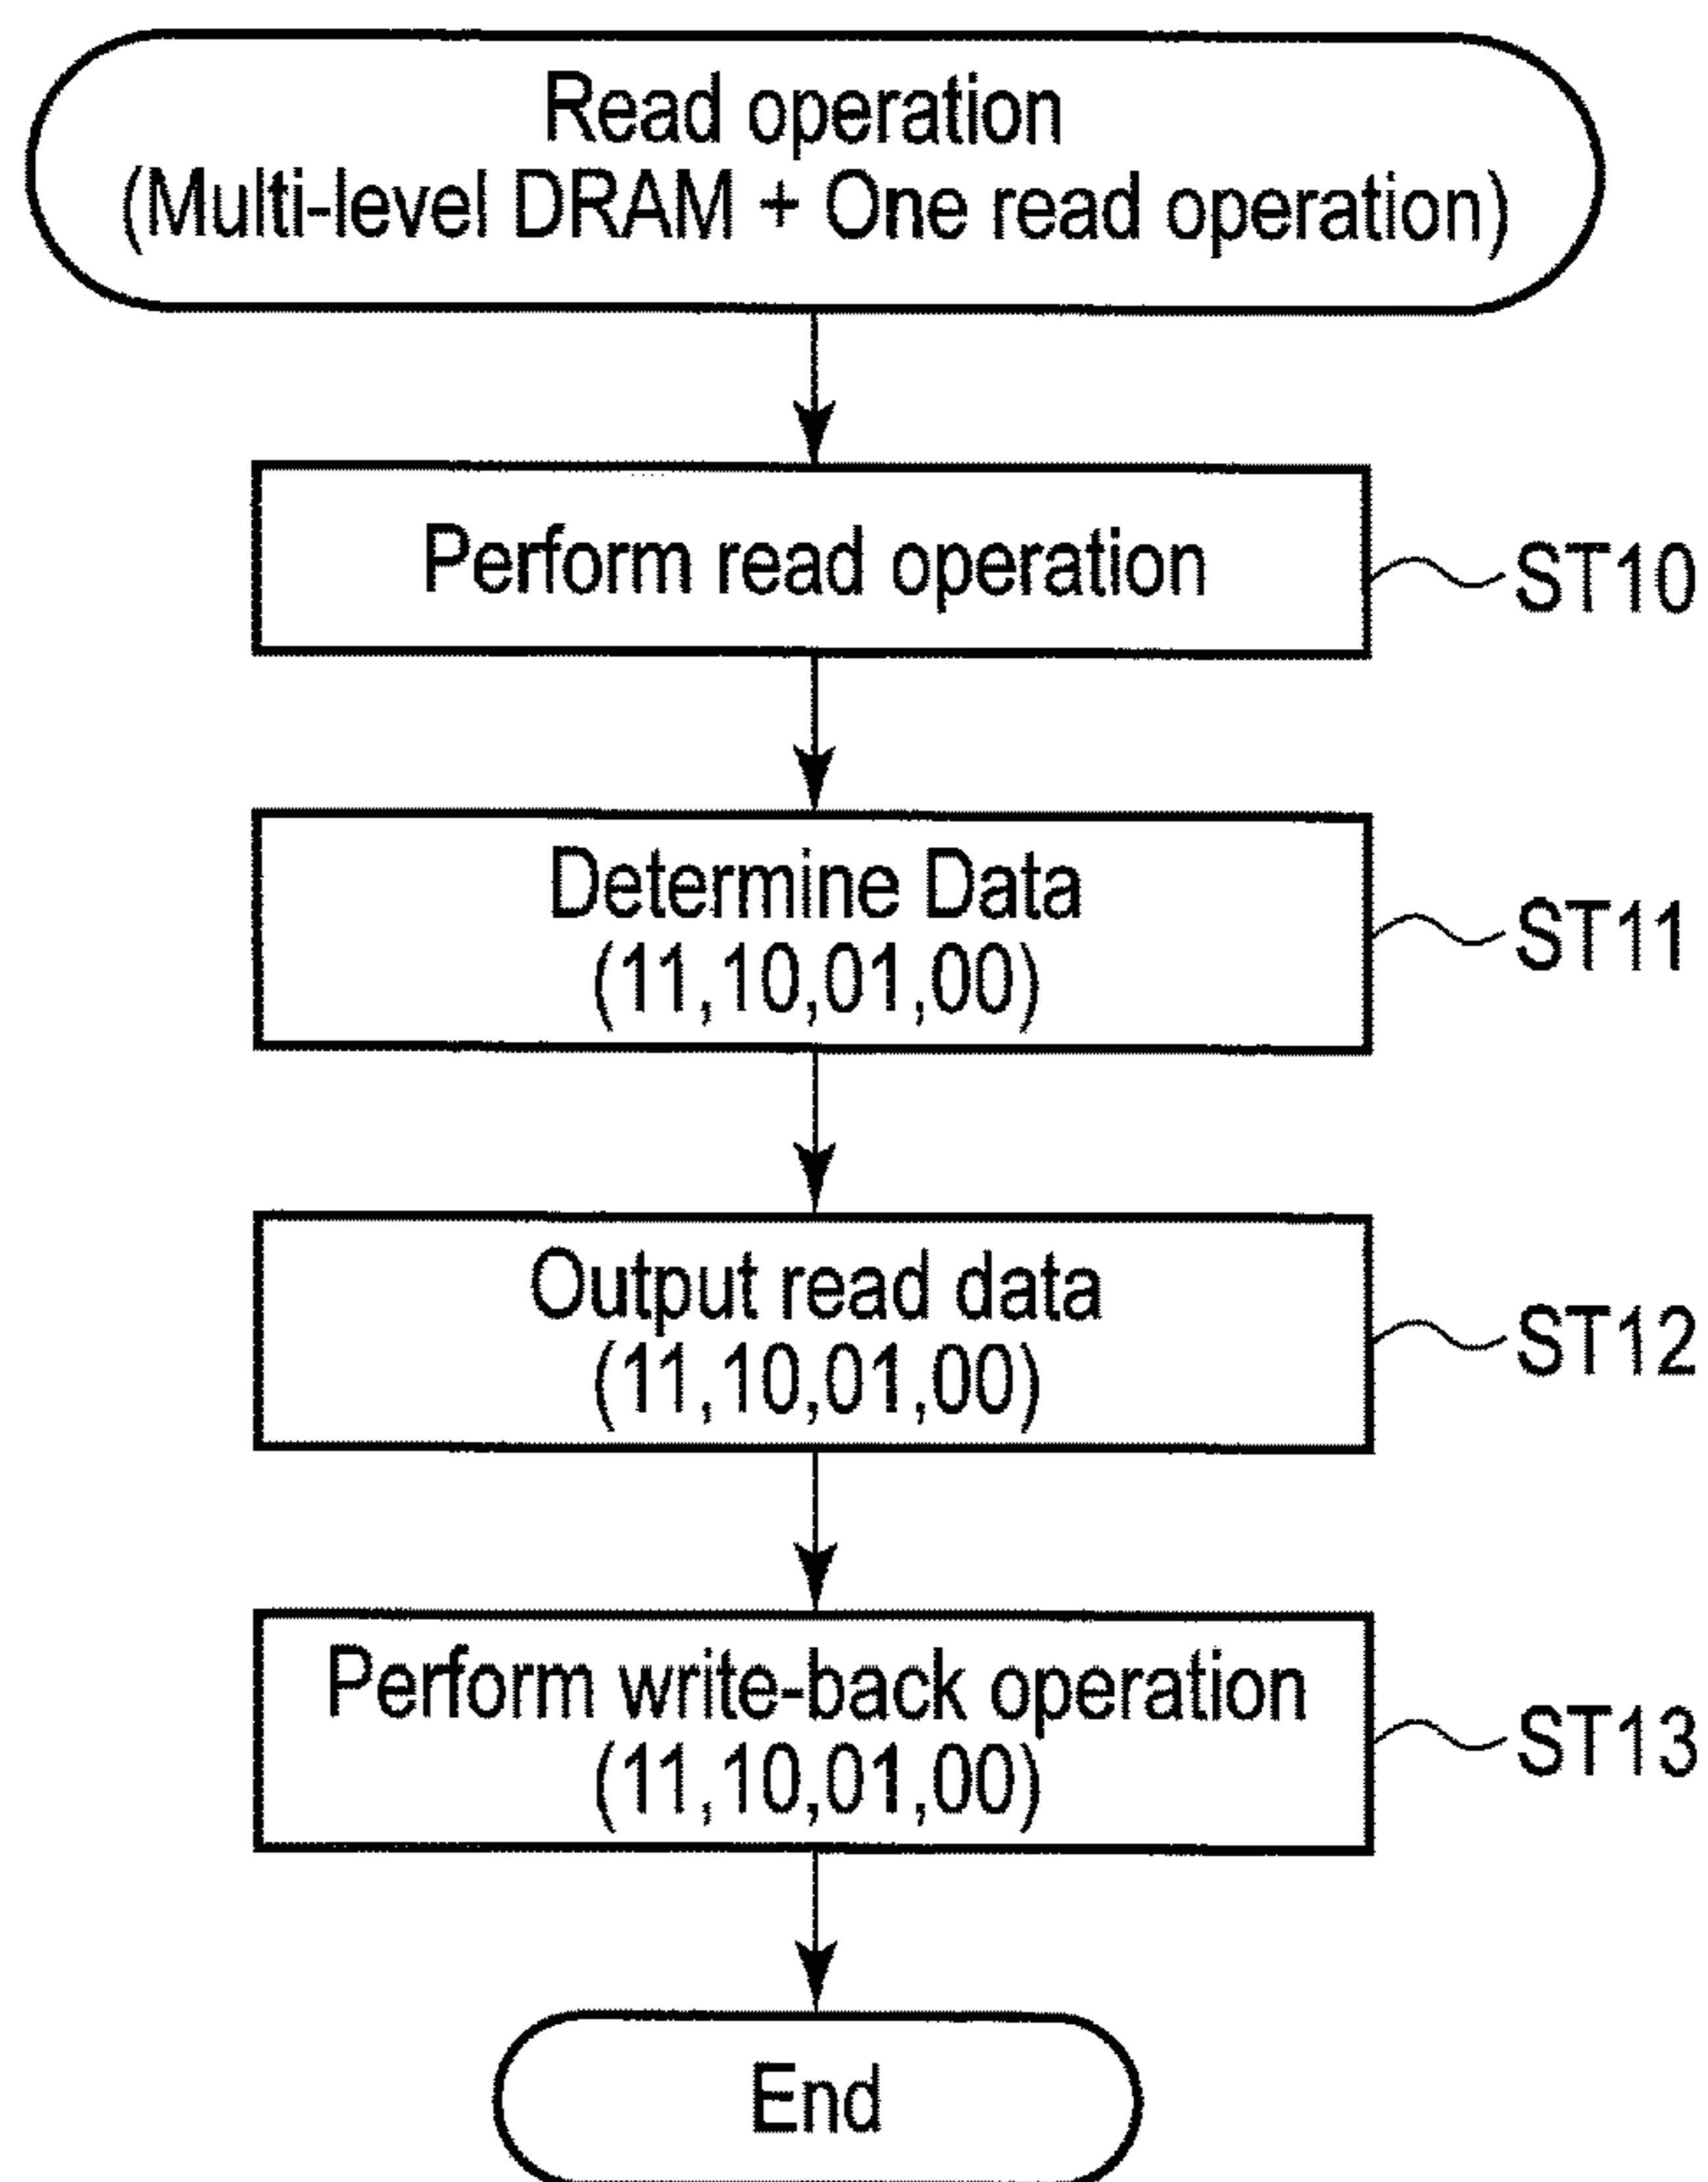 Read operation
(Multi-level DRAM + One read operation)
Perform read operation
ST10
Determine Data
(11,10,01,00)
ST11
Output read data
(11,10,01,00)
ST12
Perform write-back operation
(11,10,01,00)
ST13
End